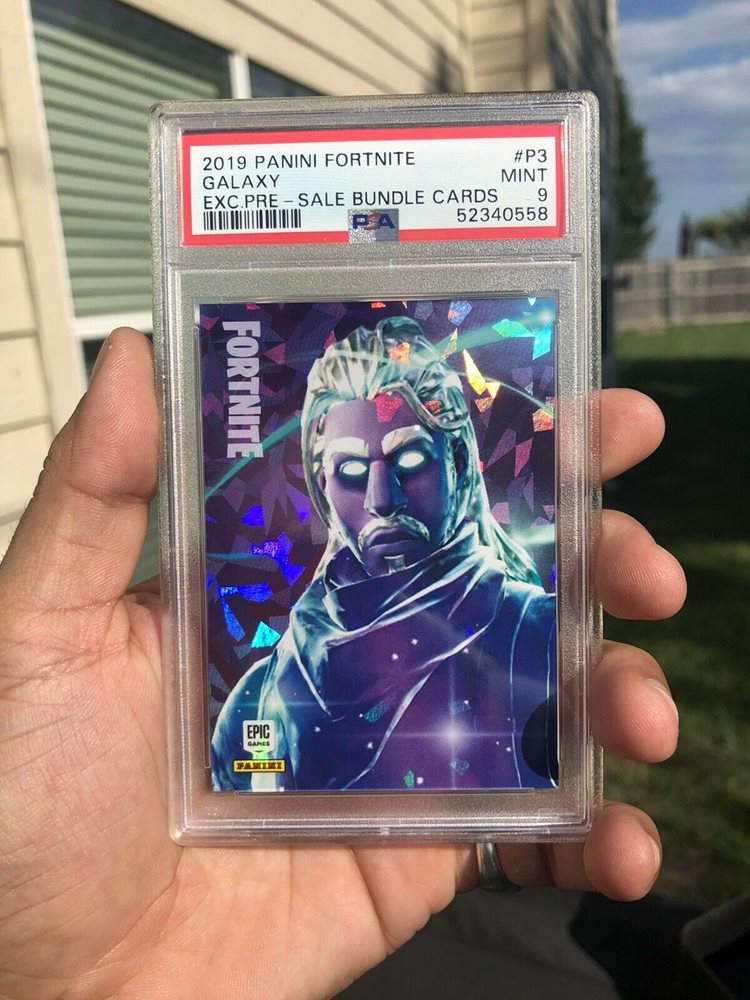 2019 PANINI FORTNITE #P3
GALAXY MINT
EXC.PRE-SALE BUNDLE CARDS 9
52340558
PSA
FORTNITE
EPIC
GAMES
PANINI